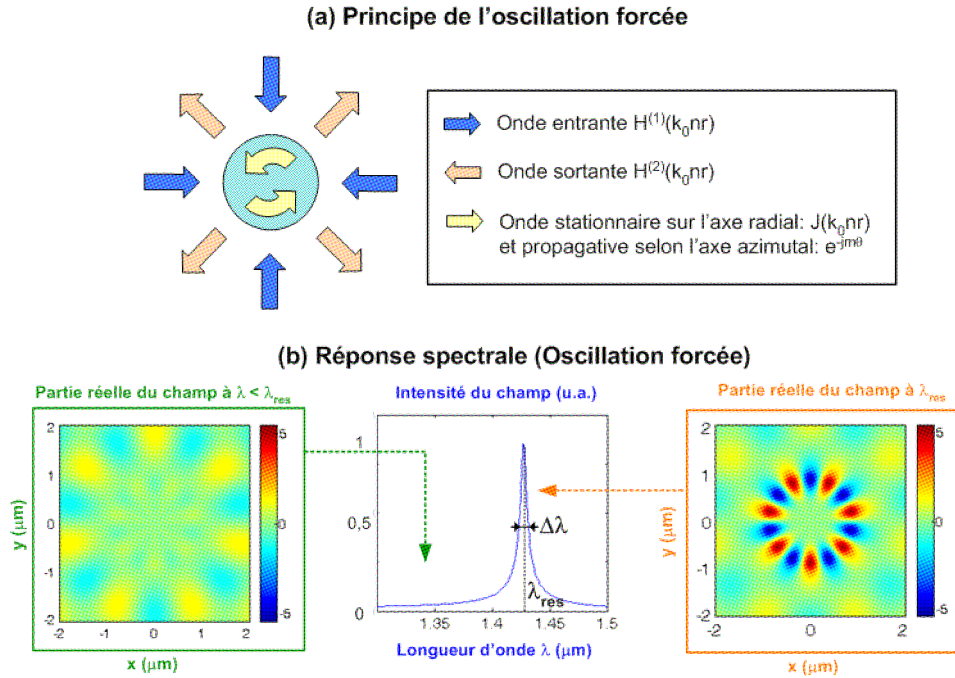 (a) Principe de l'oscillation forcée
Onde entrante H(1)(k0nr)
Onde sortante H(2)(k0nr)
Onde stationnaire sur l'axe radial: J(k0nr)
et propagative selon l'axe azimutal: e-jmθ
(b) Réponse spectrale (Oscillation forcée)
Partie réelle du champ à λ < λres
Intensité du champ (u.a.)
Partie réelle du champ à λres
2
1
0
-1
-2
-2
-1
0
1
2
y (μm)
x (μm)
5
0
-5
1
0,5
0
Δλ
λres
1.35
1.4
1.45
1.5
Longueur d'onde λ (μm)
2
1
0
-1
-2
-2
0
2
y (μm)
x (μm)
5
0
-5